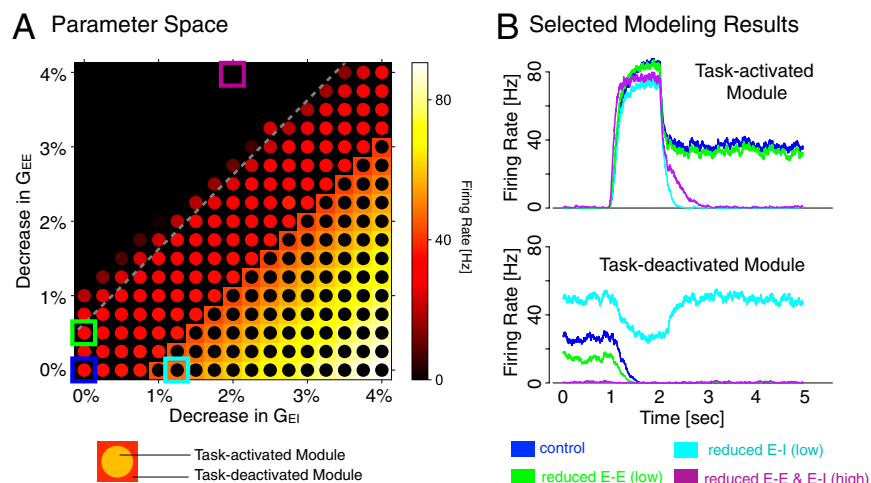 A Parameter Space
4%
3%
2%
1%
0%
Decrease in GEE
0% 1% 2% 3% 4%
Decrease in GEI
80
40
0
Firing Rate [Hz]
Task-activated Module
Task-deactivated Module
B Selected Modeling Results
Task-activated
Module
80
40
0
Firing Rate [Hz]
Task-deactivated Module
80
40
0
Firing Rate [Hz]
0 1 2 3 4 5
Time [sec]
control
reduced E-I (low)
reduced E-E (low)
reduced E-E & E-I (high)